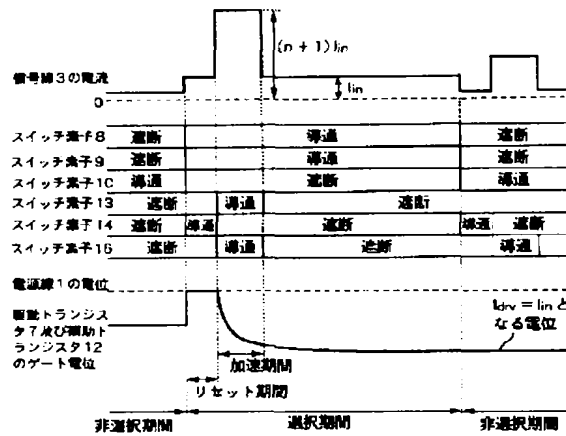 (n + 1) Iin
信号線3の電流
Iin
0
スイッチ素子8 遮断 導通 遮断
スイッチ素子9 遮断 導通 遮断
スイッチ素子10 導通 遮断 導通
スイッチ素子13 遮断 導通 遮断
スイッチ素子14 遮断 導通 遮断 導通 遮断
スイッチ素子16 遮断 導通 遮断 導通
電源線1の電位
駆動トランジス
タ7及び補助ト
ランジスタ12
のゲート電位
Idrv = Iin と
なる電位
加速期間
リセット期間
非選択期間 選択期間 非選択期間